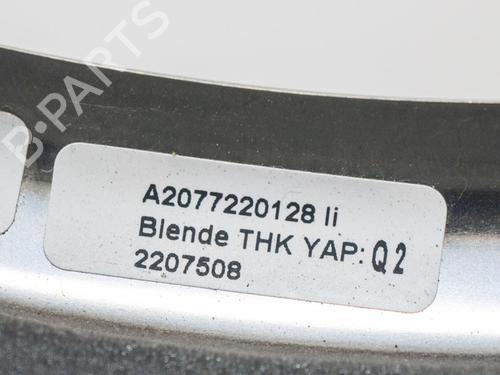 B-PARTS
A2077220128 li
Blende THK YAP: Q2
2207508